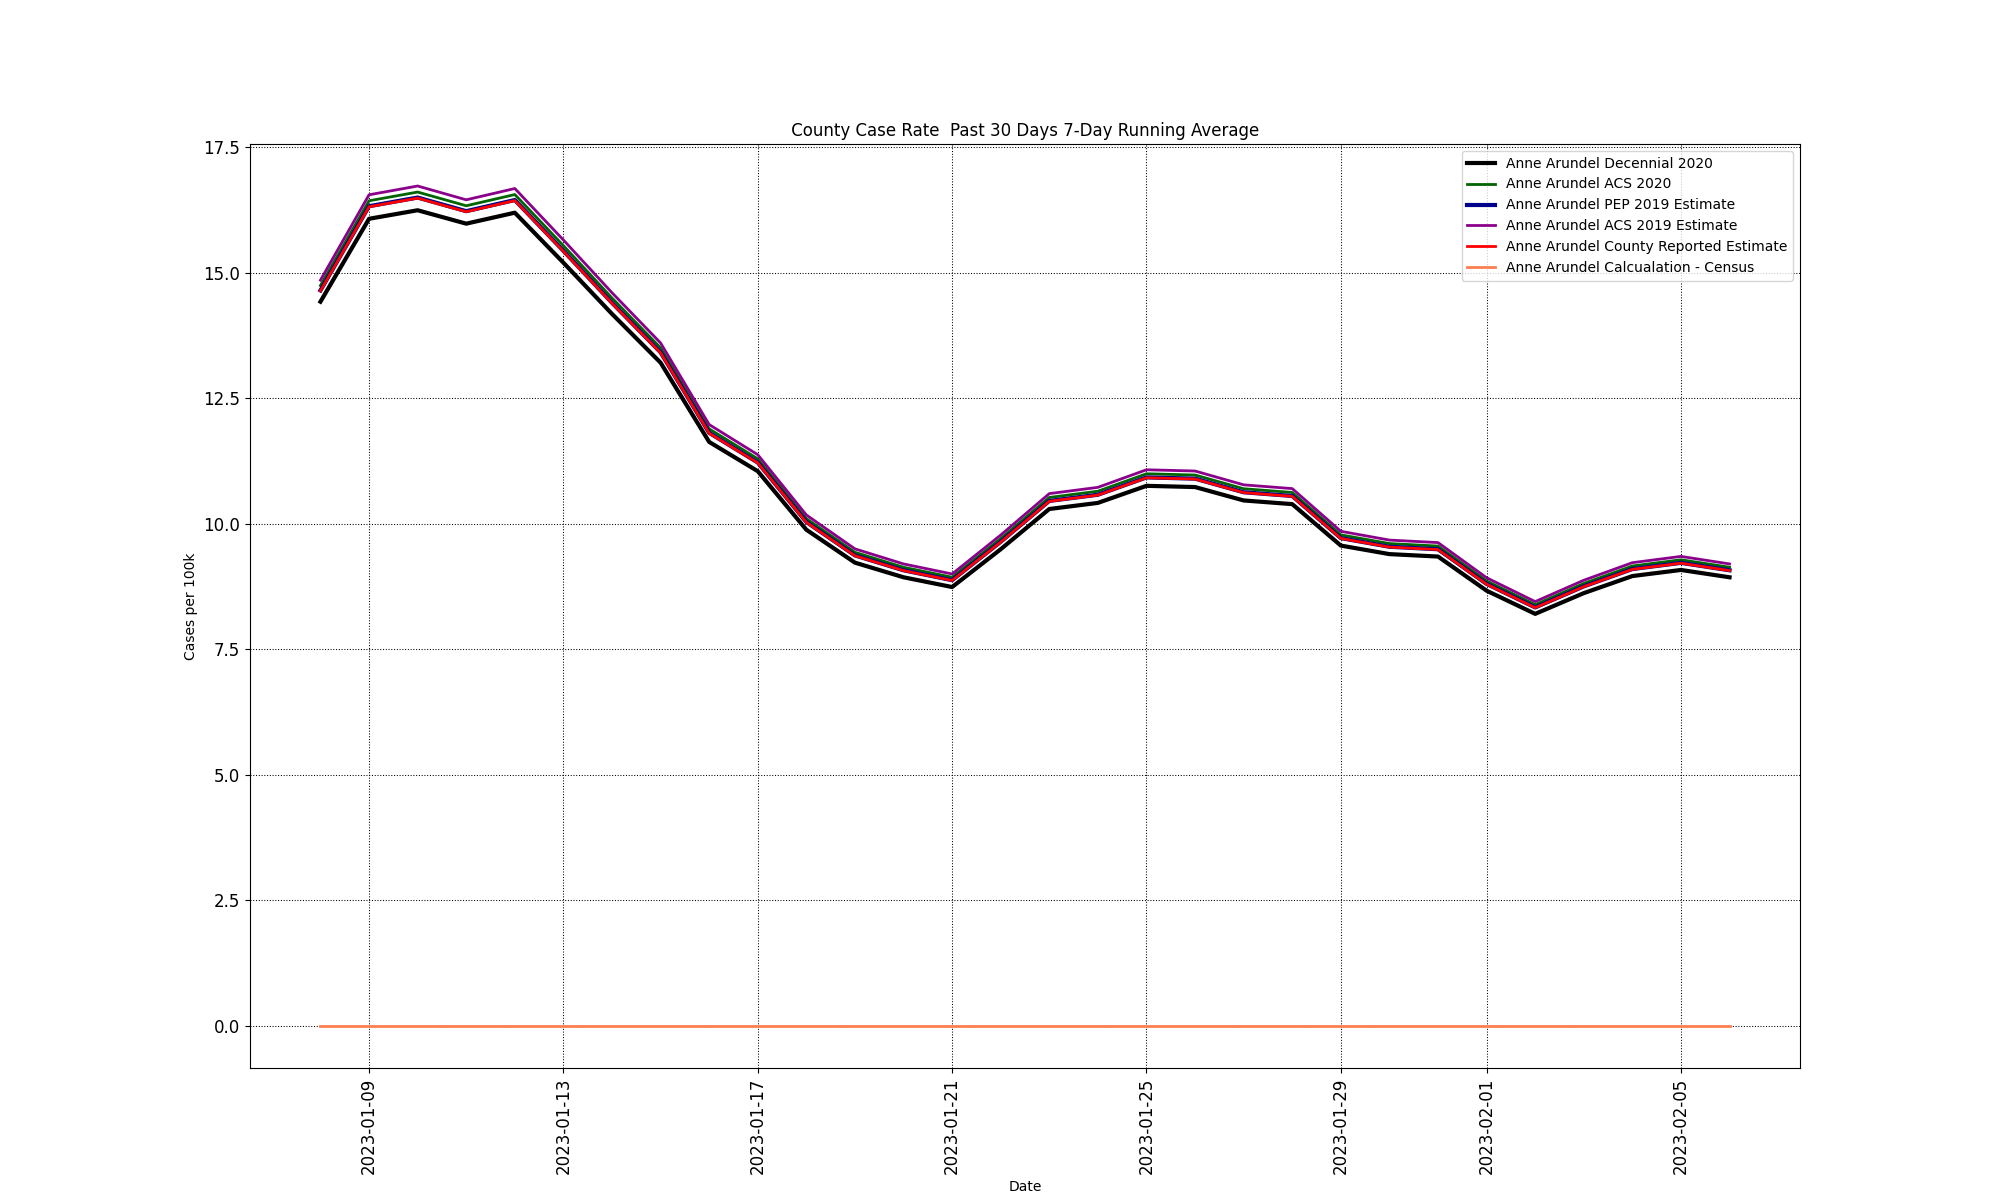 County Case Rate  Past 30 Days 7-Day Running Average
17.5
15.0
12.5
10.0
7.5
5.0
2.5
0.0
Cases per 100k
Anne Arundel Decennial 2020
Anne Arundel ACS 2020
Anne Arundel PEP 2019 Estimate
Anne Arundel ACS 2019 Estimate
Anne Arundel County Reported Estimate
Anne Arundel Calcualation - Census
2023-01-09
2023-01-13
2023-01-17
2023-01-21
2023-01-25
2023-01-29
2023-02-01
2023-02-05
Date